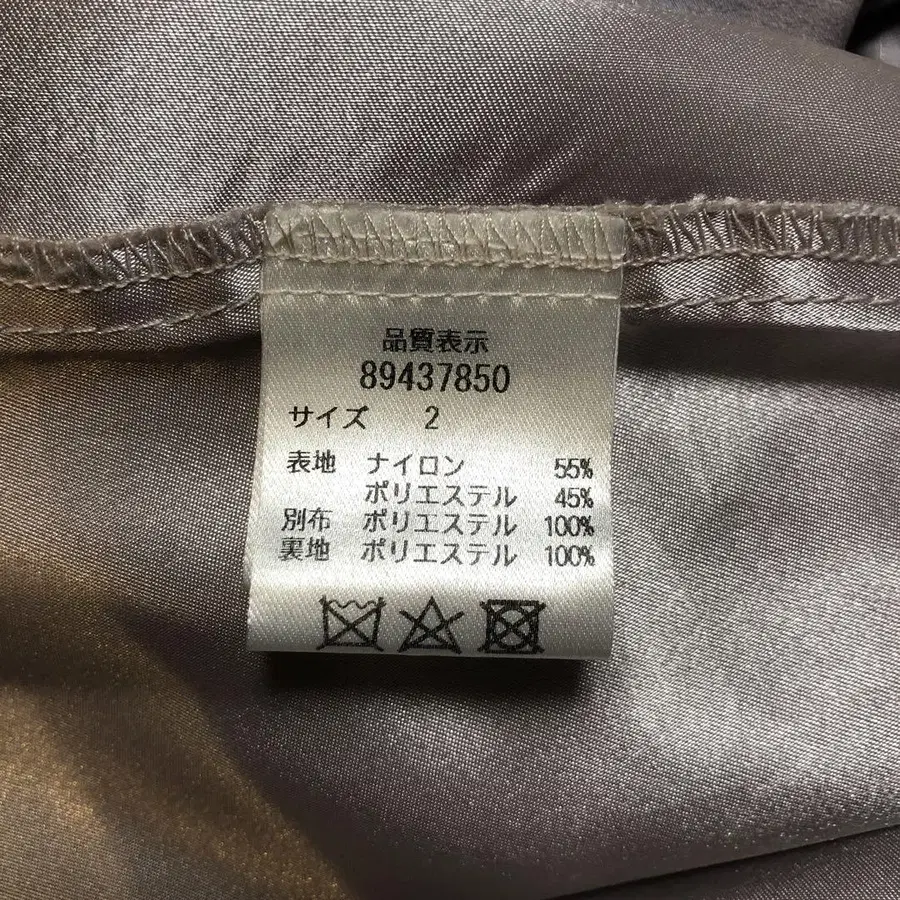 品質表示
89437850
サイズ 2
表地 ナイロン 55%
ポリエステル 45%
別布 ポリエステル 100%
裏地 ポリエステル 100%